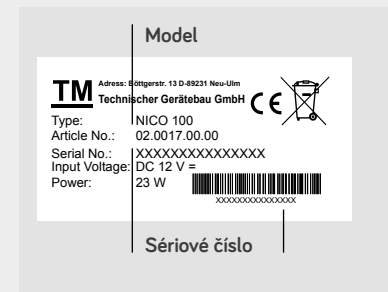 Model
TM
Adress: Böttgerstr. 13 D-89231 Neu-Ulm
Technischer Gerätebau GmbH CE
Type: NICO 100
Article No.: 02.0017.00.00
Serial No.: XXXXXXXXXXXXXXX
Input Voltage: DC 12 V =
Power: 23 W
XXXXXXXXXXXXXXX
Sériové číslo